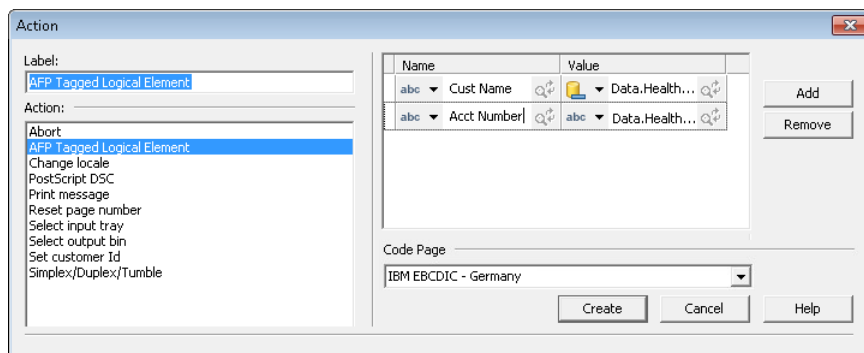 Action
Label:
AFP Tagged Logical Element
Action:
Abort
AFP Tagged Logical Element
Change locale
PostScript DSC
Print message
Reset page number
Select input tray
Select output bin
Set customer Id
Simplex/Duplex/Tumble
Name Value
abc Cust Name Data.Health...
abc Acct Number abc Data.Health...
Add
Remove
Code Page
IBM EBCDIC - Germany
Create Cancel Help